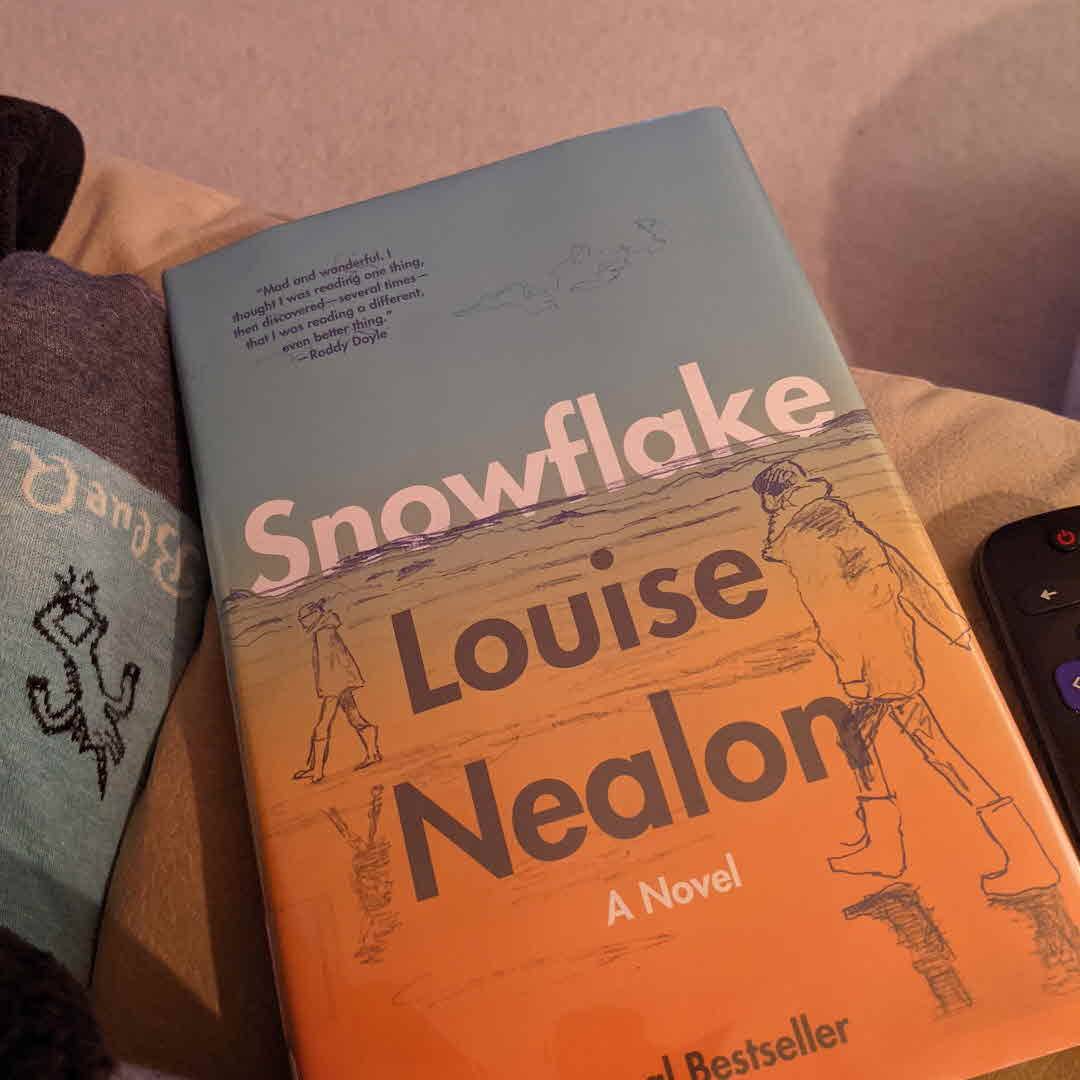 "Mad and wonderful. I
thought I was reading one thing,
then discovered—several times—
that I was reading a different,
even better thing."
—Roddy Doyle
Snowflake
Louise
Nealon
A Novel
al Bestseller